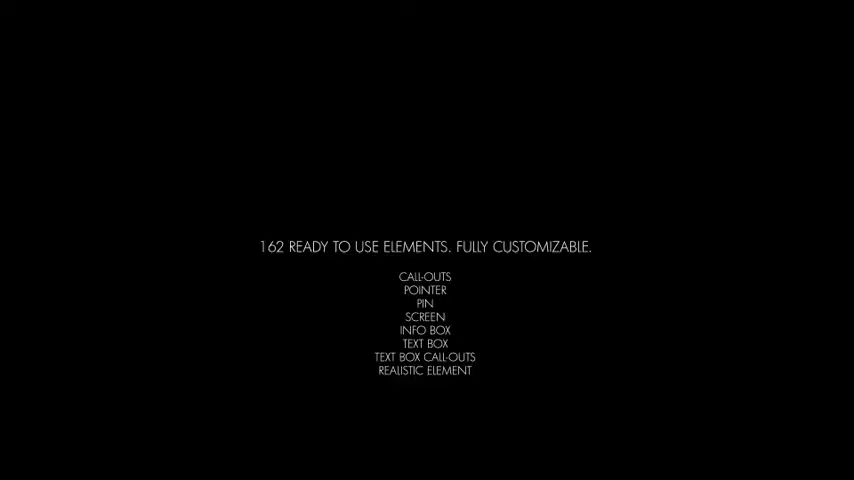 162 READY TO USE ELEMENTS. FULLY CUSTOMIZABLE.
CALL-OUTS
POINTER
PIN
SCREEN
INFO BOX
TEXT BOX
TEXT BOX CALL-OUTS
REALISTIC ELEMENT